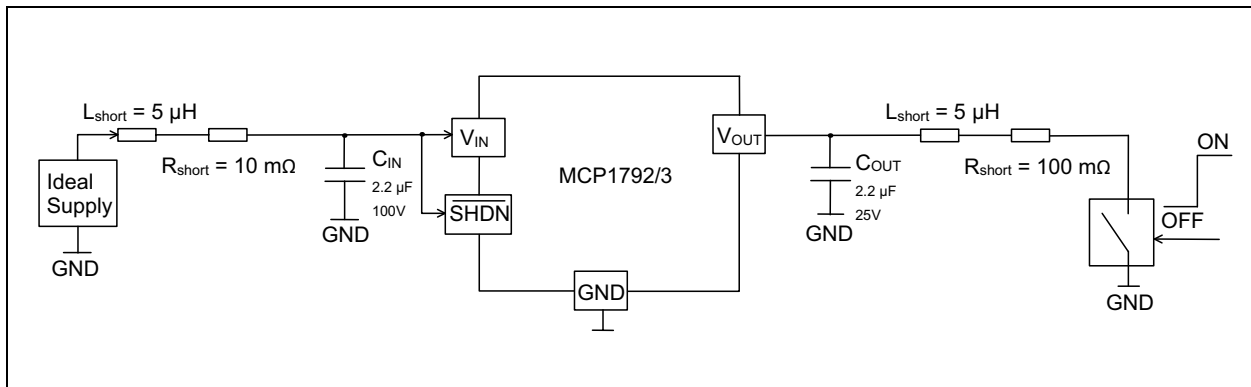 Lshort = 5 µH
Rshort = 10 mΩ
Ideal
Supply
GND
CIN
2.2 µF
100V
GND
VIN
SHDN
MCP1792/3
GND
VOUT
COUT
2.2 µF
25V
GND
Lshort = 5 µH
Rshort = 100 mΩ
ON
OFF
GND